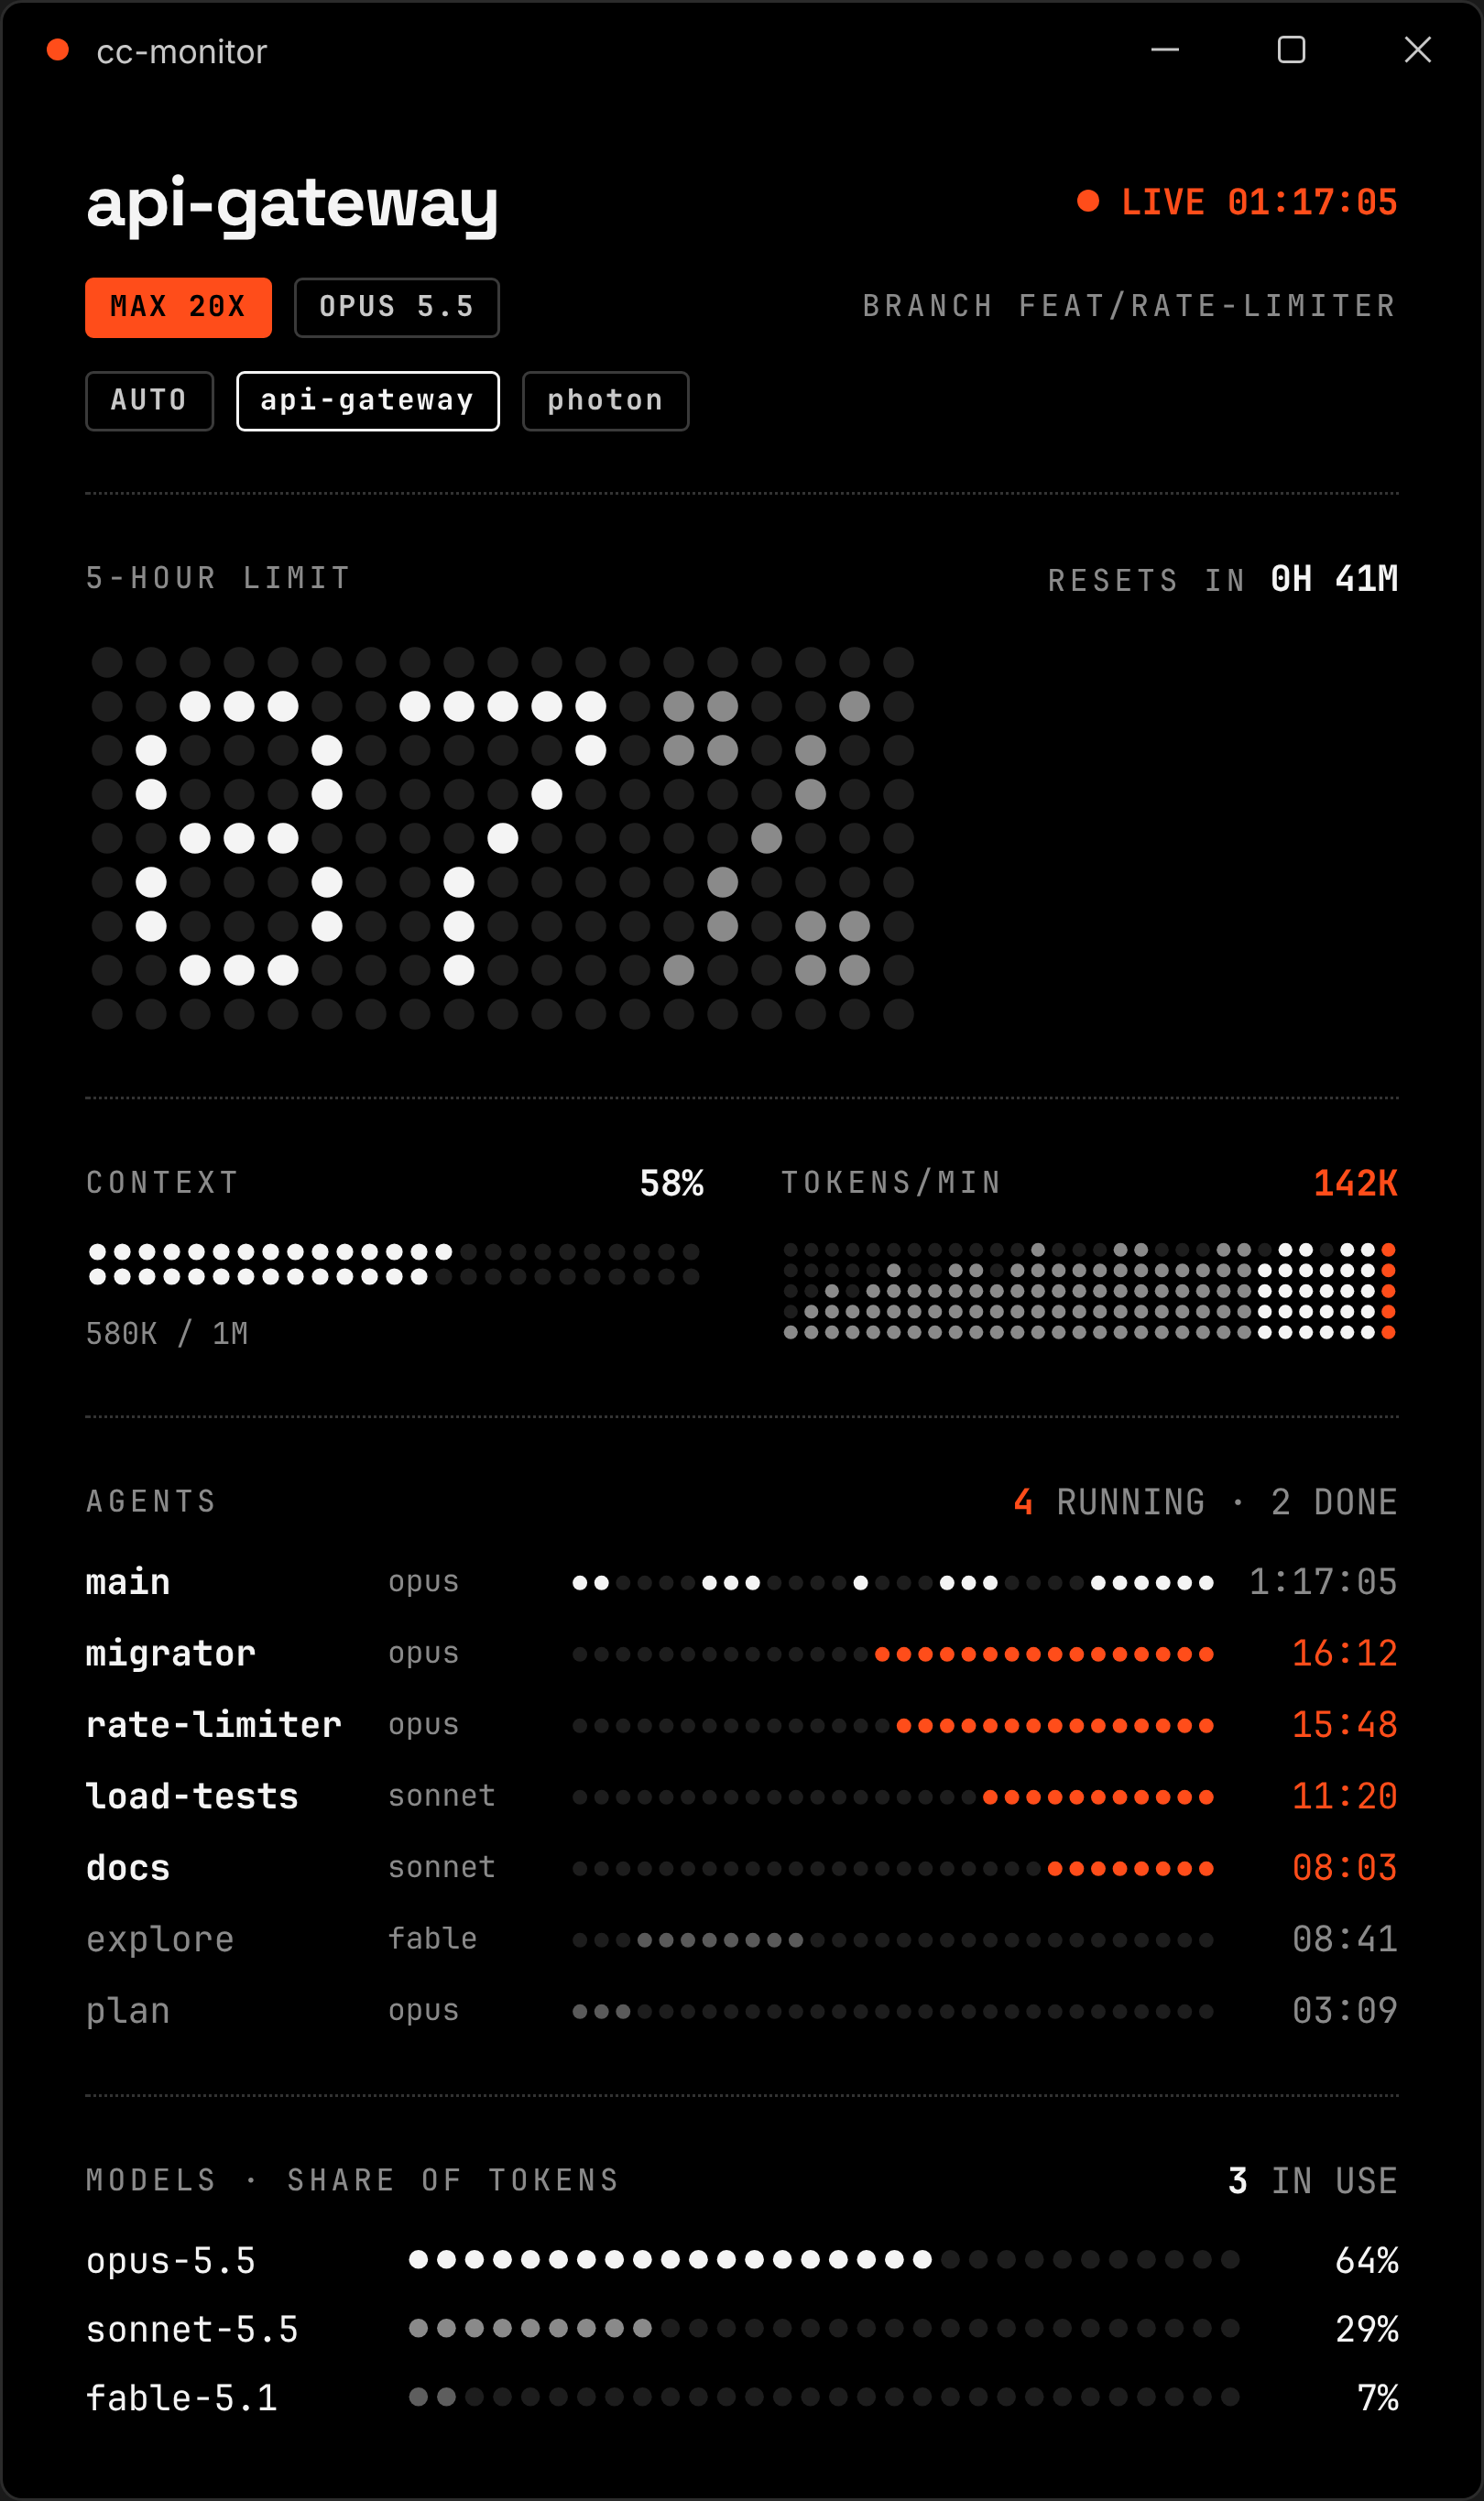 cc-monitor
api-gateway
LIVE 01:17:05
MAX 20X OPUS 5.5
BRANCH FEAT/RATE-LIMITER
AUTO api-gateway photon
5-HOUR LIMIT
RESETS IN 0H 41M
87%
CONTEXT 58%
580K / 1M
TOKENS/MIN 142K
AGENTS
4 RUNNING · 2 DONE
main opus 1:17:05
migrator opus 16:12
rate-limiter opus 15:48
load-tests sonnet 11:20
docs sonnet 08:03
explore fable 08:41
plan opus 03:09
MODELS · SHARE OF TOKENS
3 IN USE
opus-5.5 64%
sonnet-5.5 29%
fable-5.1 7%